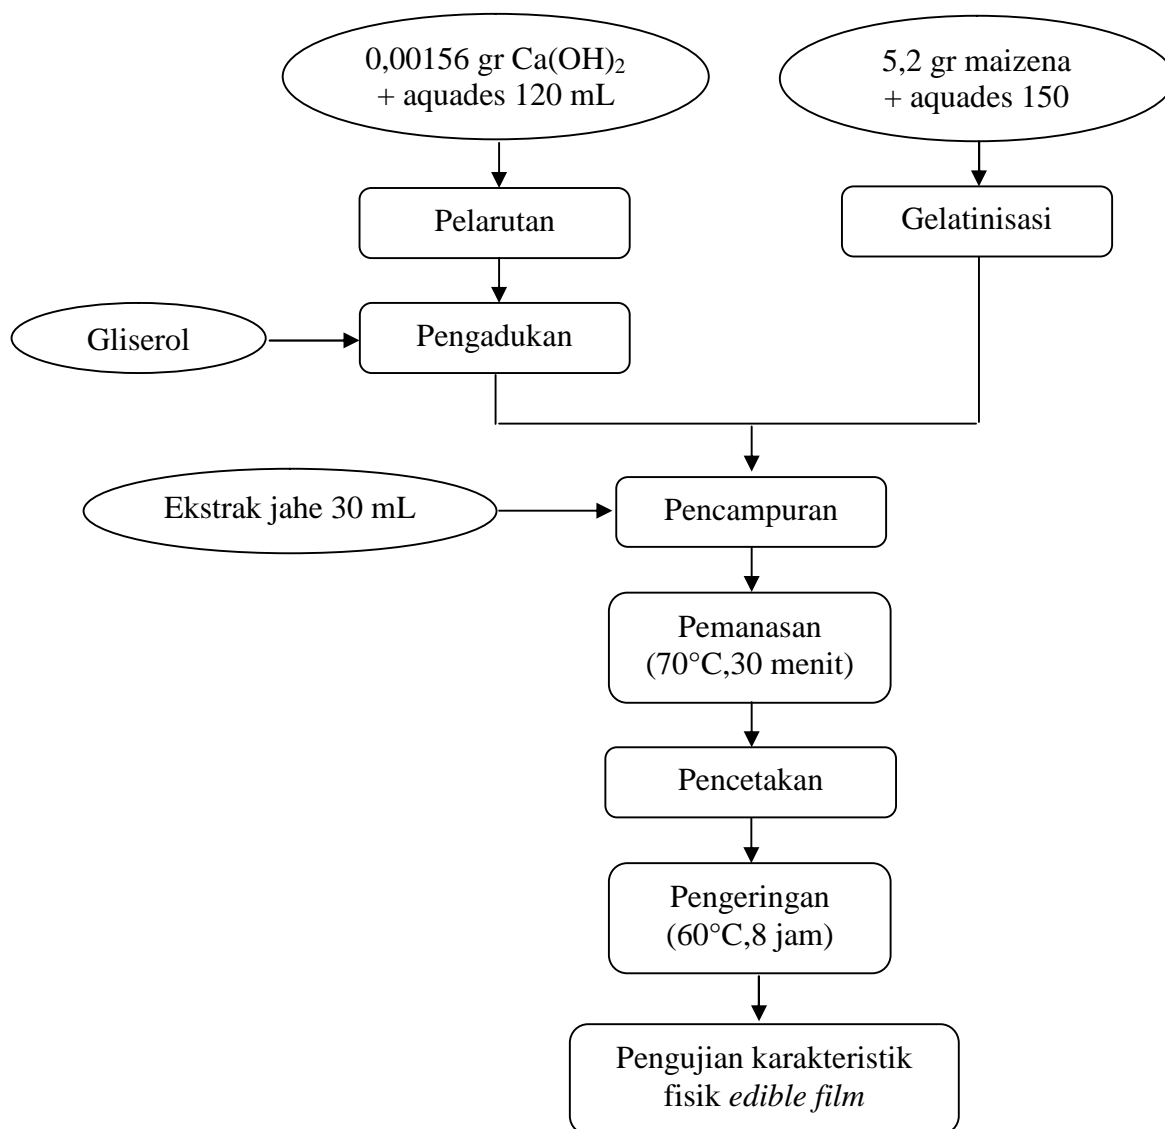 0,00156 gr Ca(OH)₂
+ aquades 120 mL
5,2 gr maizena
+ aquades 150
Pelarutan
Gelatinisasi
Gliserol
Pengadukan
Ekstrak jahe 30 mL
Pencampuran
Pemanasan
(70°C,30 menit)
Pencetakan
Pengeringan
(60°C,8 jam)
Pengujian karakteristik
fisik edible film